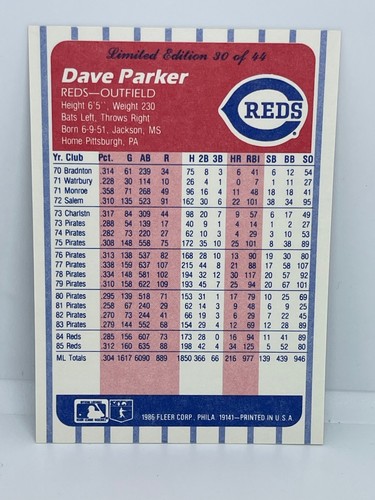 Limited Edition 30 of 44
Dave Parker
REDS—OUTFIELD
Height 6'5", Weight 230
Bats Left, Throws Right
Born 6-9-51, Jackson, MS
Home Pittsburgh, PA
REDS
Yr. Club Pct. G AB R H 2B 3B HR RBI SB BB SO
70 Bradnton .314 61 239 34 75 8 3 6 41 6 12 54
71 Watrbury .228 30 114 10 26 4 0 0 7 1 11 27
71 Monroe .358 71 268 49 96 16 4 11 48 18 18 41
72 Salem .310 135 523 91 162 30 6 22 101 38 34 95
73 Charlstn .317 84 309 44 98 20 7 9 57 6 17 49
73 Pirates .288 54 139 17 40 9 1 4 14 1 2 27
74 Pirates .282 73 220 27 62 10 3 4 29 3 10 53
75 Pirates .308 148 558 75 172 35 10 25 101 8 38 89
76 Pirates .313 138 537 82 168 28 10 13 90 19 30 80
77 Pirates .338 159 637 107 215 44 8 21 88 17 58 107
78 Pirates .334 148 581 102 194 32 12 30 117 20 57 92
79 Pirates .310 158 622 109 193 45 7 25 94 20 67 101
80 Pirates .295 139 518 71 153 31 1 17 79 10 25 69
81 Pirates .258 67 240 29 62 14 3 9 48 6 9 25
82 Pirates .270 73 244 41 66 19 3 6 29 7 22 45
83 Pirates .279 144 552 68 154 29 4 12 69 12 28 89
84 Reds .285 156 607 73 173 28 0 16 94 11 41 89
85 Reds .312 160 635 88 198 42 4 34 125 5 52 80
ML Totals .304 1617 6090 889 1850 366 66 216 977 139 439 946
1986 FLEER CORP., PHILA. 19141—PRINTED IN U.S.A.